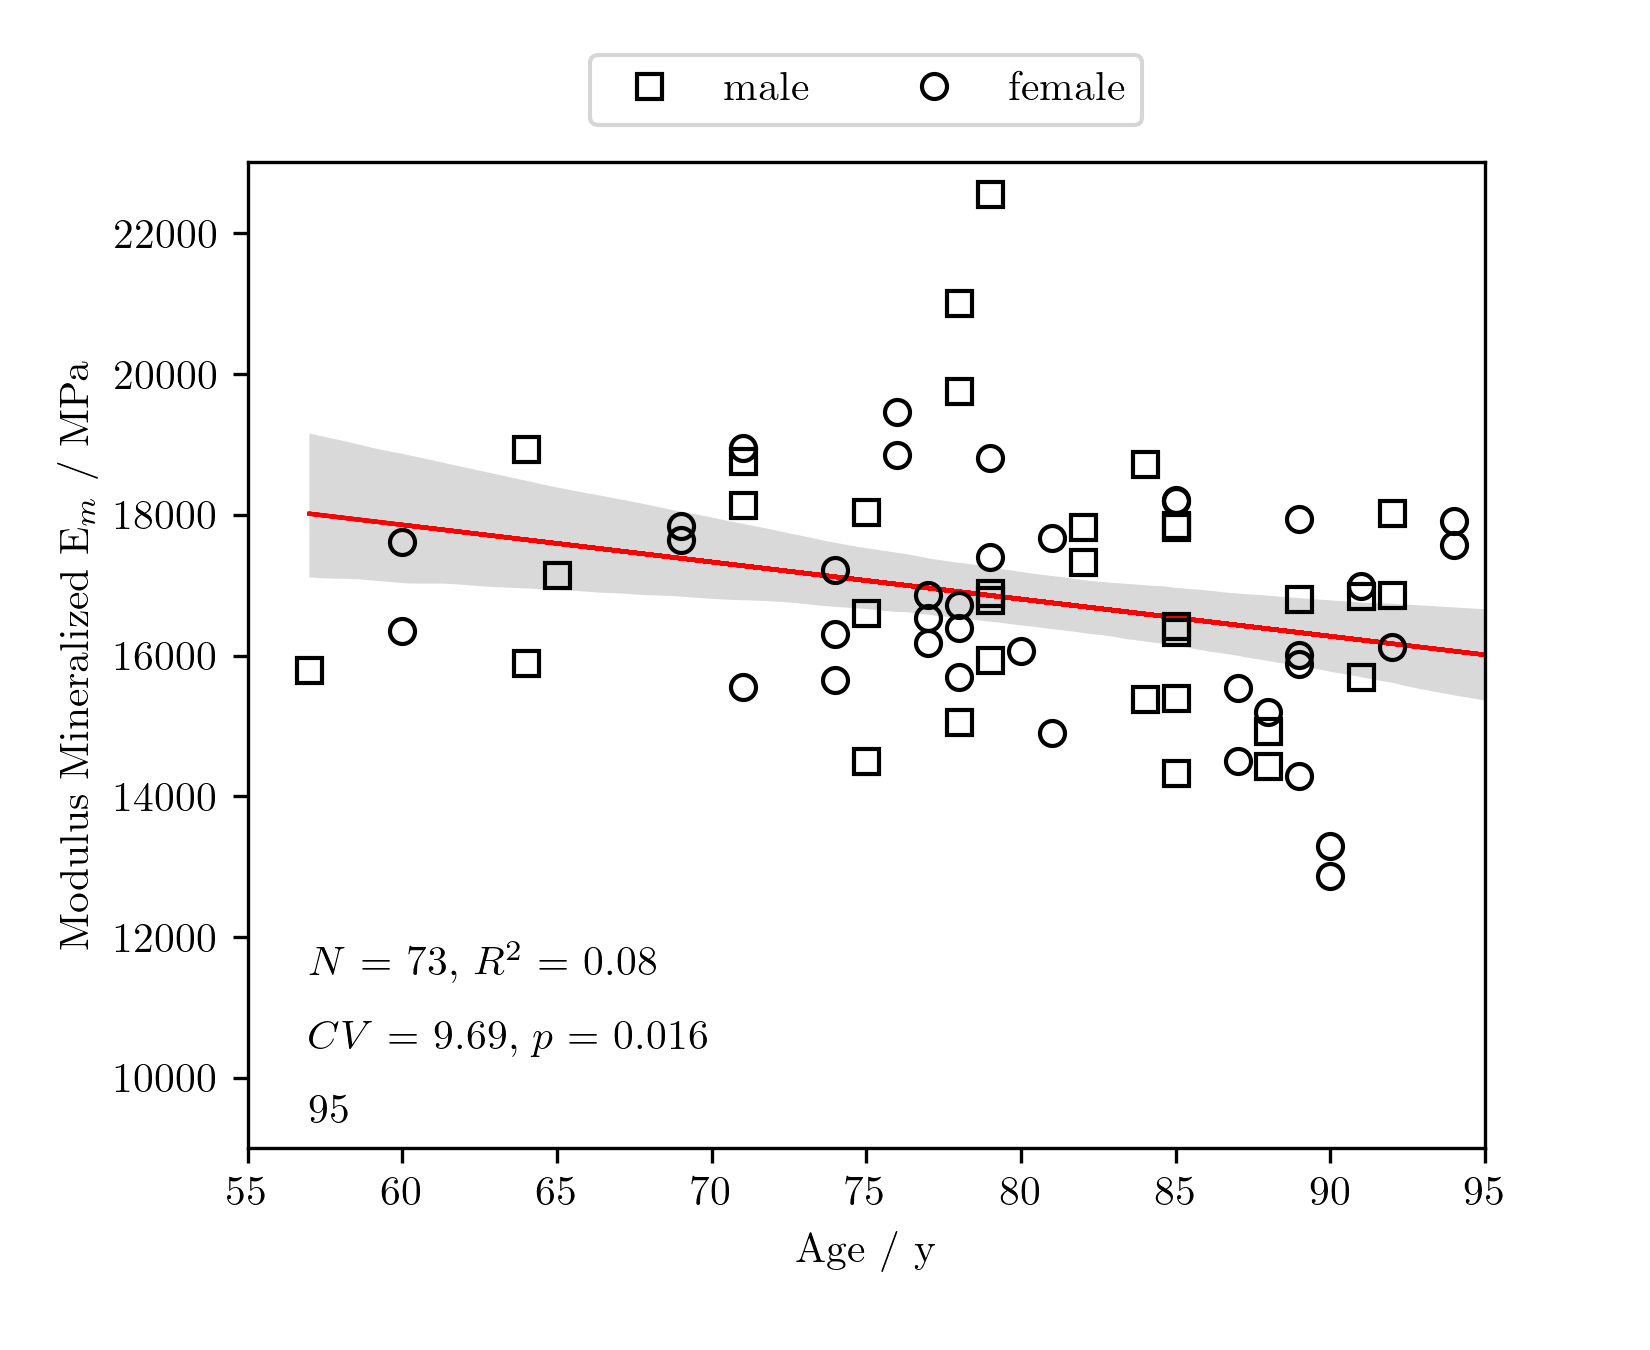 male female
22000
20000
18000
16000
14000
12000
10000
Modulus Mineralized Eₘ / MPa
N = 73, R² = 0.08
CV = 9.69, p = 0.016
95
55 60 65 70 75 80 85 90 95
Age / y